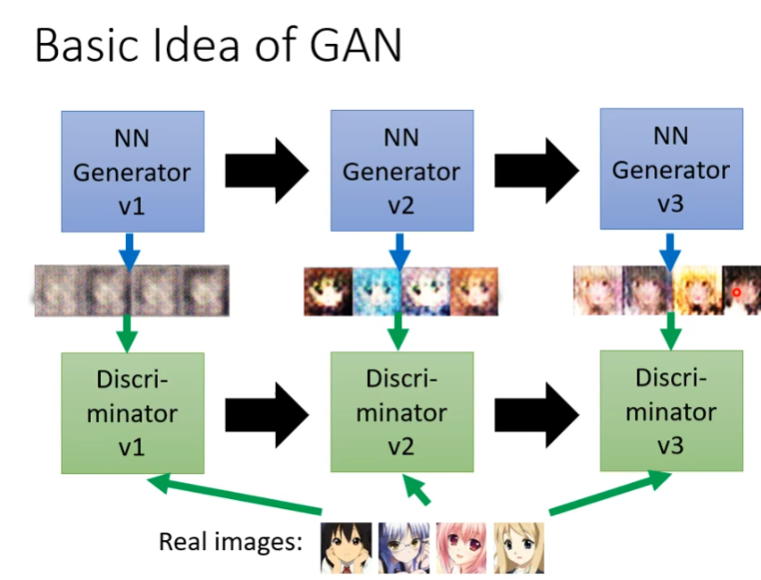 Basic Idea of GAN
NN
Generator
v1
NN
Generator
v2
NN
Generator
v3
Discri-
minator
v1
Discri-
minator
v2
Discri-
minator
v3
Real images: